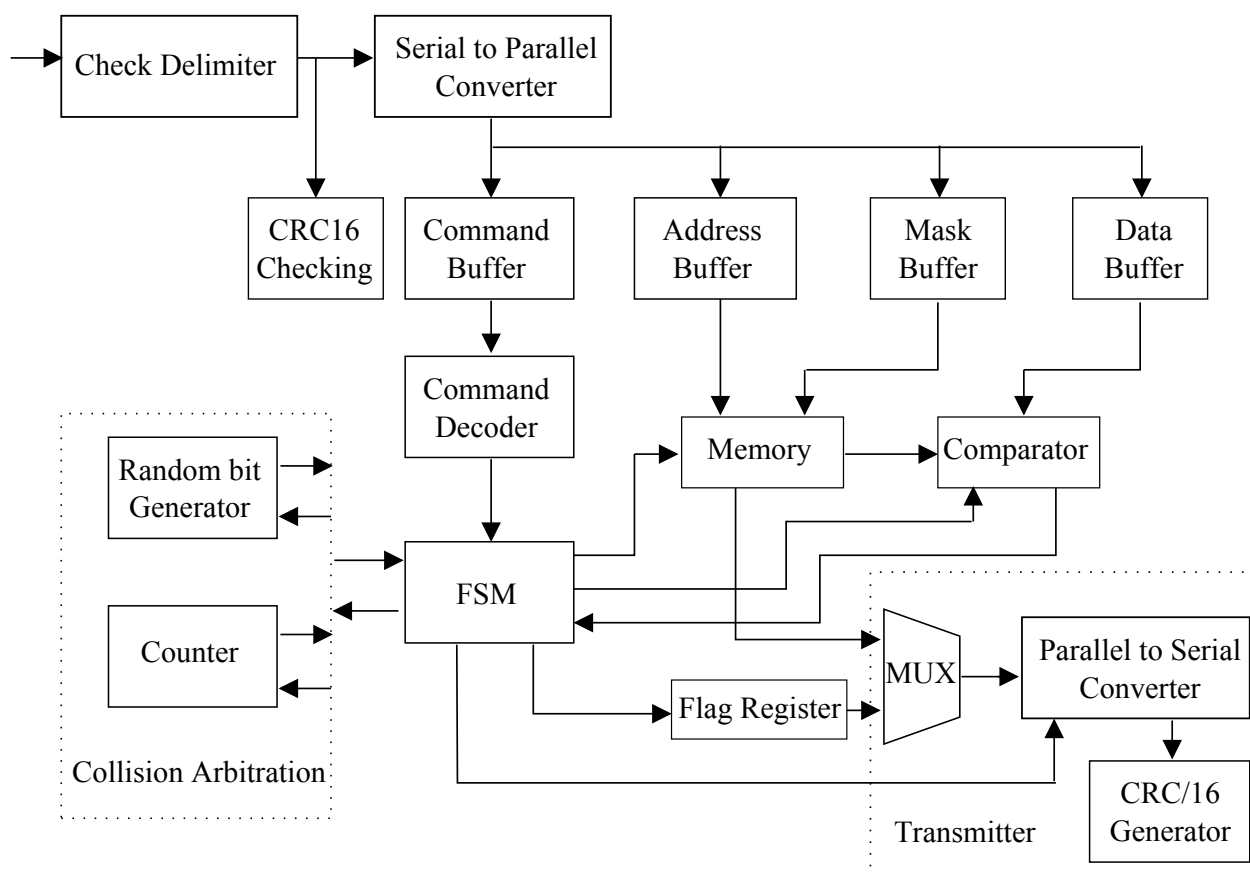 Check Delimiter
Serial to Parallel
Converter
CRC16
Checking
Command
Buffer
Address
Buffer
Mask
Buffer
Data
Buffer
Command
Decoder
Memory
Comparator
Random bit
Generator
FSM
Counter
MUX
Parallel to Serial
Converter
Flag Register
Collision Arbitration
CRC/16
Generator
Transmitter